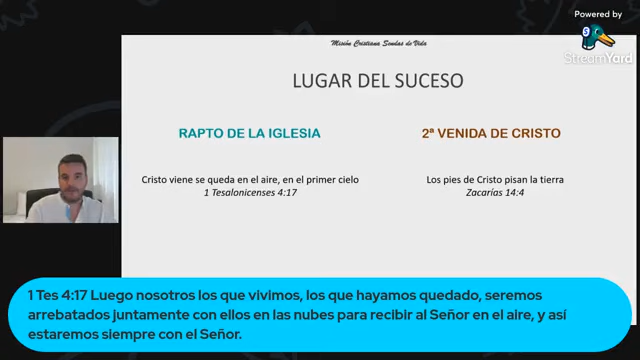 Powered by
StreamYard
Misión Cristiana Sendas de Vida
LUGAR DEL SUCESO
RAPTO DE LA IGLESIA
2ª VENIDA DE CRISTO
Cristo viene se queda en el aire, en el primer cielo
1 Tesalonicenses 4:17
Los pies de Cristo pisan la tierra
Zacarías 14:4
1 Tes 4:17 Luego nosotros los que vivimos, los que hayamos quedado, seremos
arrebatados juntamente con ellos en las nubes para recibir al Señor en el aire, y así
estaremos siempre con el Señor.